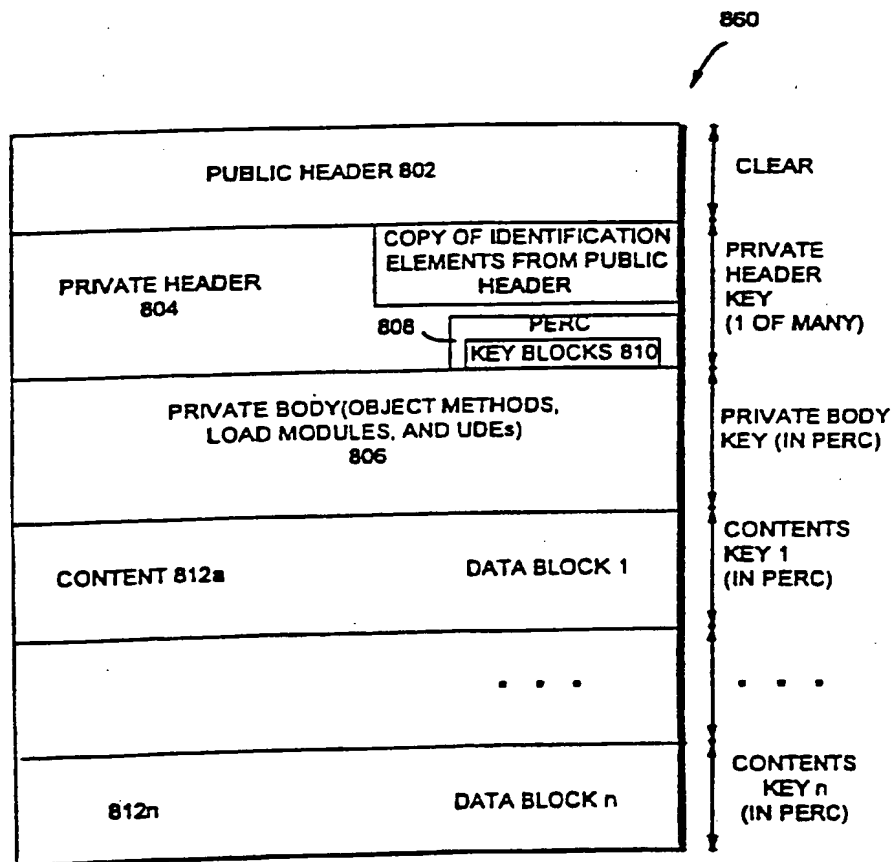 860
PUBLIC HEADER 802
CLEAR
COPY OF IDENTIFICATION
ELEMENTS FROM PUBLIC
HEADER
PRIVATE HEADER
804
PRIVATE
HEADER
KEY
(1 OF MANY)
808
PERC
KEY BLOCKS 810
PRIVATE BODY(OBJECT METHODS,
LOAD MODULES, AND UDEs)
806
PRIVATE BODY
KEY (IN PERC)
CONTENT 812a
DATA BLOCK 1
CONTENTS
KEY 1
(IN PERC)
. . .
. . .
812n
DATA BLOCK n
CONTENTS
KEY n
(IN PERC)